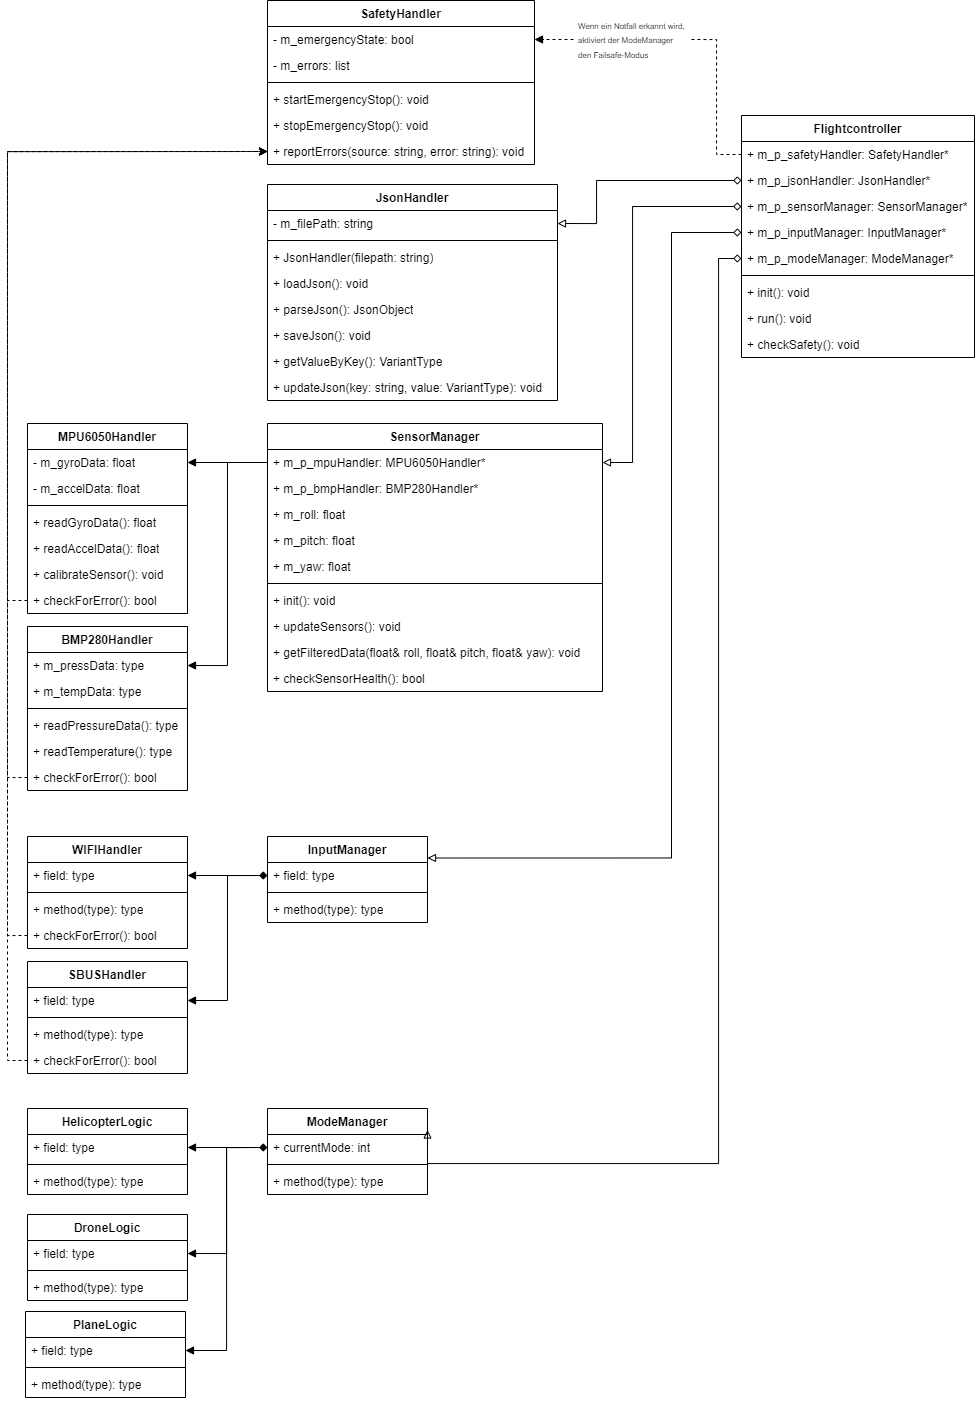 SafetyHandler
- m_emergencyState: bool
- m_errors: list
+ startEmergencyStop(): void
+ stopEmergencyStop(): void
+ reportErrors(source: string, error: string): void
Wenn ein Notfall erkannt wird,
aktiviert der ModeManager
den Failsafe-Modus
Flightcontroller
+ m_p_safetyHandler: SafetyHandler*
+ m_p_jsonHandler: JsonHandler*
+ m_p_sensorManager: SensorManager*
+ m_p_inputManager: InputManager*
+ m_p_modeManager: ModeManager*
+ init(): void
+ run(): void
+ checkSafety(): void
JsonHandler
- m_filePath: string
+ JsonHandler(filepath: string)
+ loadJson(): void
+ parseJson(): JsonObject
+ saveJson(): void
+ getValueByKey(): VariantType
+ updateJson(key: string, value: VariantType): void
MPU6050Handler
- m_gyroData: float
- m_accelData: float
+ readGyroData(): float
+ readAccelData(): float
+ calibrateSensor(): void
+ checkForError(): bool
SensorManager
+ m_p_mpuHandler: MPU6050Handler*
+ m_p_bmpHandler: BMP280Handler*
+ m_roll: float
+ m_pitch: float
+ m_yaw: float
+ init(): void
+ updateSensors(): void
+ getFilteredData(float& roll, float& pitch, float& yaw): void
+ checkSensorHealth(): bool
BMP280Handler
+ m_pressData: type
+ m_tempData: type
+ readPressureData(): type
+ readTemperature(): type
+ checkForError(): bool
WIFIHandler
+ field: type
+ method(type): type
+ checkForError(): bool
InputManager
+ field: type
+ method(type): type
SBUSHandler
+ field: type
+ method(type): type
+ checkForError(): bool
HelicopterLogic
+ field: type
+ method(type): type
ModeManager
+ currentMode: int
+ method(type): type
DroneLogic
+ field: type
+ method(type): type
PlaneLogic
+ field: type
+ method(type): type